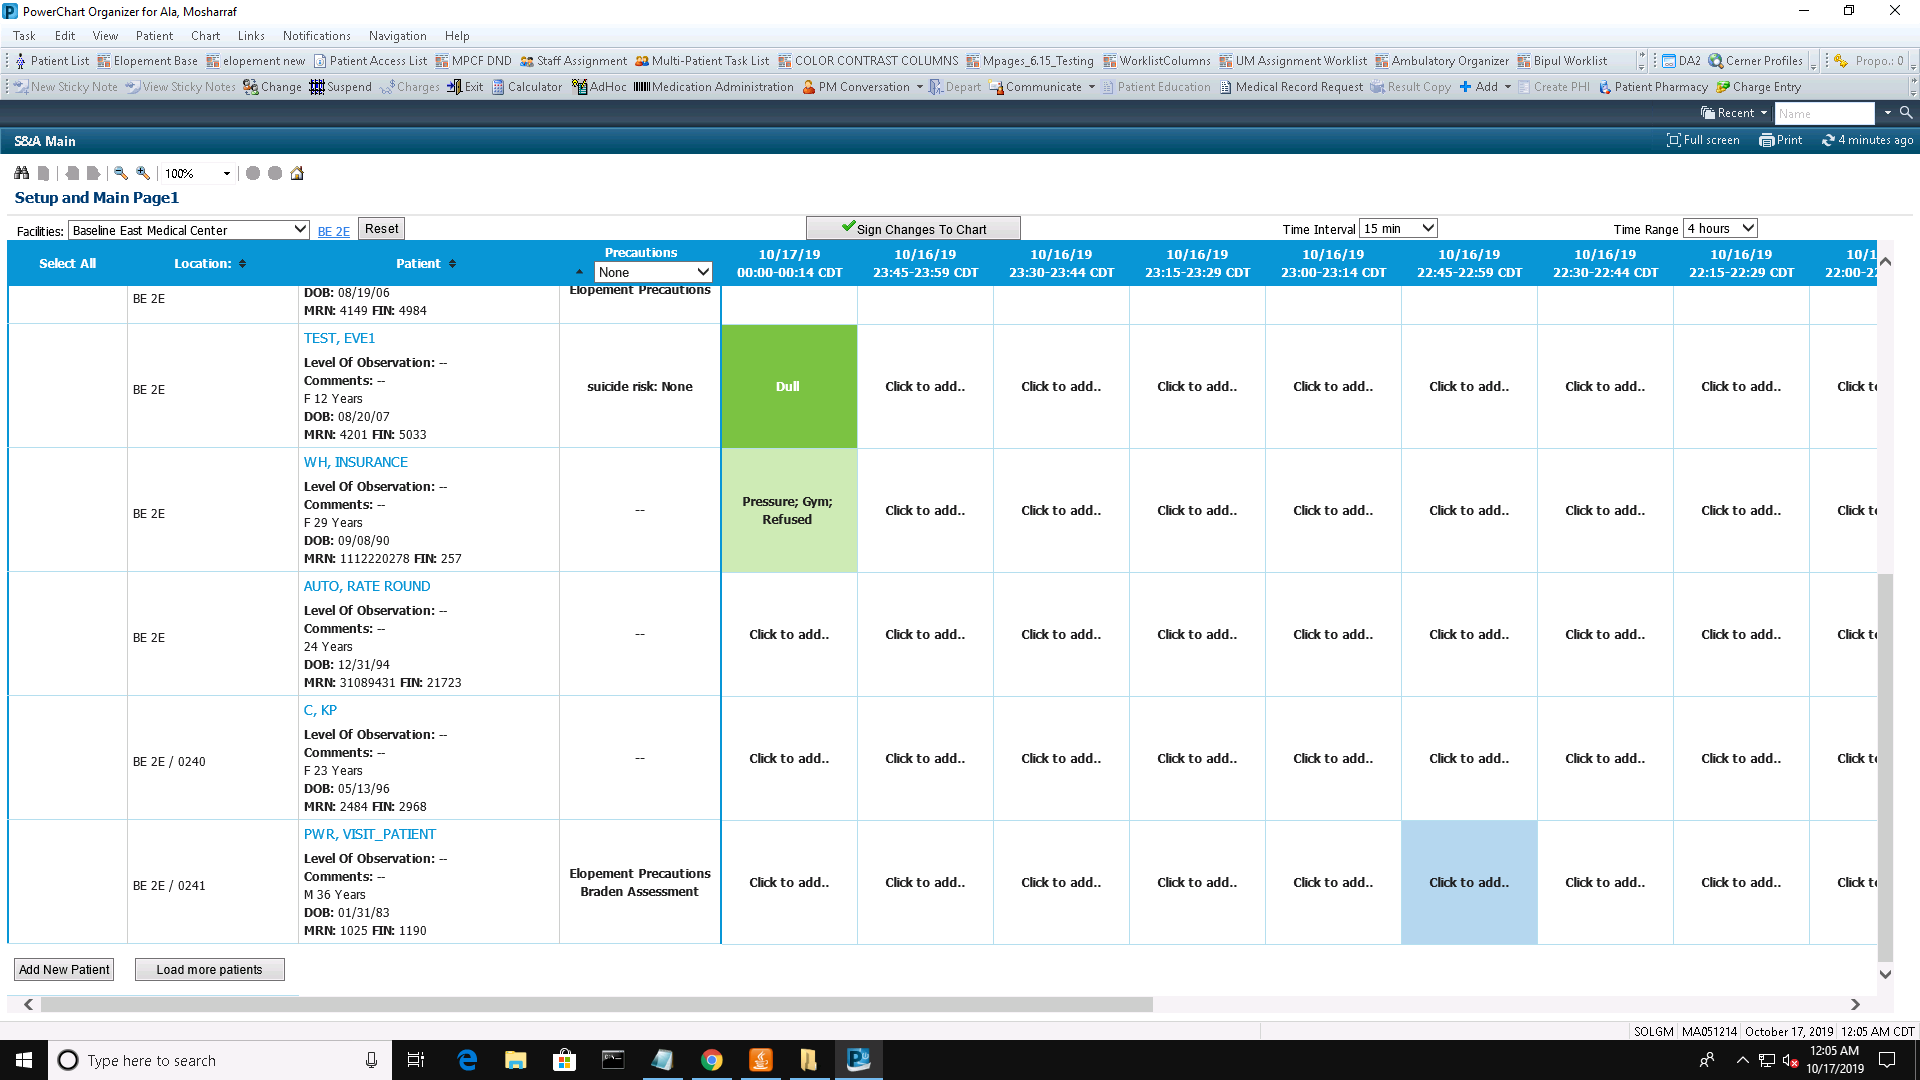 PowerChart Organizer for Ala, Mosharraf
Task Edit View Patient Chart Links Notifications Navigation Help
Patient List Elopement Base elopement new Patient Access List MPCF DND Staff Assignment Multi-Patient Task List COLOR CONTRAST COLUMNS Mpages_6.15_Testing WorklistColumns UM Assignment Worklist Ambulatory Organizer Bipul Worklist DA2 Cerner Profiles Propo.: 0
New Sticky Note View Sticky Notes Change Suspend Charges Exit Calculator AdHoc Medication Administration PM Conversation Depart Communicate Patient Education Medical Record Request Result Copy Add Create PHI Patient Pharmacy Charge Entry
Recent Name
S&A Main Full screen Print 4 minutes ago
100%
Setup and Main Page1
Facilities: Baseline East Medical Center BE 2E Reset Sign Changes To Chart Time Interval 15 min Time Range 4 hours
Select All Location: Patient Precautions None
10/17/19 10/16/19 10/16/19 10/16/19 10/16/19 10/16/19 10/16/19 10/16/19 10/1
00:00-00:14 CDT 23:45-23:59 CDT 23:30-23:44 CDT 23:15-23:29 CDT 23:00-23:14 CDT 22:45-22:59 CDT 22:30-22:44 CDT 22:15-22:29 CDT 22:00-22
BE 2E
DOB: 08/19/06
MRN: 4149 FIN: 4984
Elopement Precautions
BE 2E
TEST, EVE1
Level Of Observation: --
Comments: --
F 12 Years
DOB: 08/20/07
MRN: 4201 FIN: 5033
suicide risk: None
Dull Click to add.. Click to add.. Click to add.. Click to add.. Click to add.. Click to add.. Click to add.. Click to
BE 2E
WH, INSURANCE
Level Of Observation: --
Comments: --
F 29 Years
DOB: 09/08/90
MRN: 1112220278 FIN: 257
--
Pressure; Gym;
Refused
Click to add.. Click to add.. Click to add.. Click to add.. Click to add.. Click to add.. Click to add.. Click to
BE 2E
AUTO, RATE ROUND
Level Of Observation: --
Comments: --
24 Years
DOB: 12/31/94
MRN: 31089431 FIN: 21723
--
Click to add.. Click to add.. Click to add.. Click to add.. Click to add.. Click to add.. Click to add.. Click to add.. Click to
BE 2E / 0240
C, KP
Level Of Observation: --
Comments: --
F 23 Years
DOB: 05/13/96
MRN: 2484 FIN: 2968
--
Click to add.. Click to add.. Click to add.. Click to add.. Click to add.. Click to add.. Click to add.. Click to add.. Click to
BE 2E / 0241
PWR, VISIT_PATIENT
Level Of Observation: --
Comments: --
M 36 Years
DOB: 01/31/83
MRN: 1025 FIN: 1190
Elopement Precautions
Braden Assessment
Click to add.. Click to add.. Click to add.. Click to add.. Click to add.. Click to add.. Click to add.. Click to add.. Click to
Add New Patient Load more patients
SOLGM MA051214 October 17, 2019 12:05 AM CDT
Type here to search
12:05 AM
10/17/2019